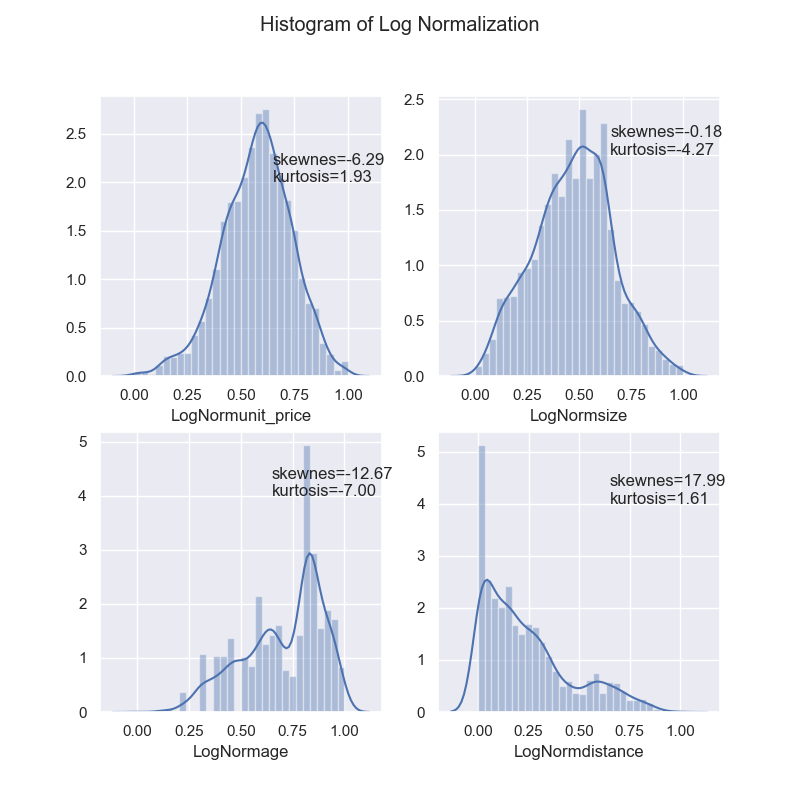 Histogram of Log Normalization
2.5
2.0
1.5
1.0
0.5
0.0
skewnes=-6.29
kurtosis=1.93
0.00 0.25 0.50 0.75 1.00
LogNormunit_price
2.5
2.0
1.5
1.0
0.5
0.0
skewnes=-0.18
kurtosis=-4.27
0.00 0.25 0.50 0.75 1.00
LogNormsize
5
4
3
2
1
0
skewnes=-12.67
kurtosis=-7.00
0.00 0.25 0.50 0.75 1.00
LogNormage
5
4
3
2
1
0
skewnes=17.99
kurtosis=1.61
0.00 0.25 0.50 0.75 1.00
LogNormdistance